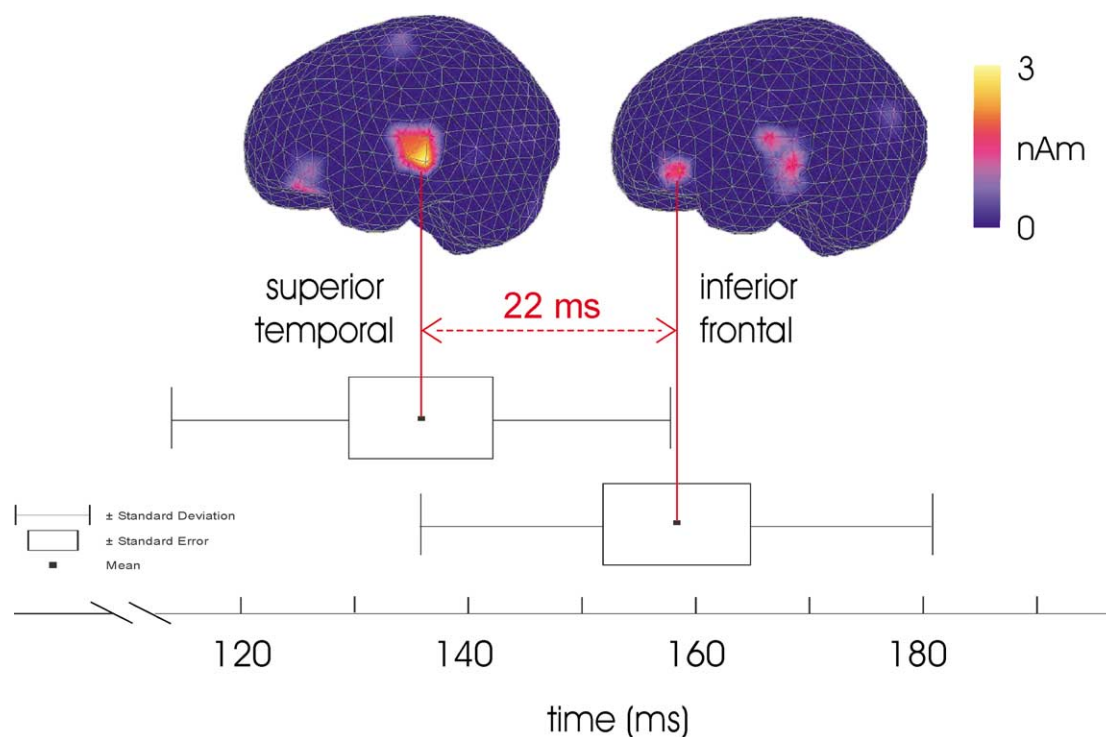 3
nAm
0
superior
temporal
22 ms
inferior
frontal
± Standard Deviation
± Standard Error
Mean
120 140 160 180
time (ms)